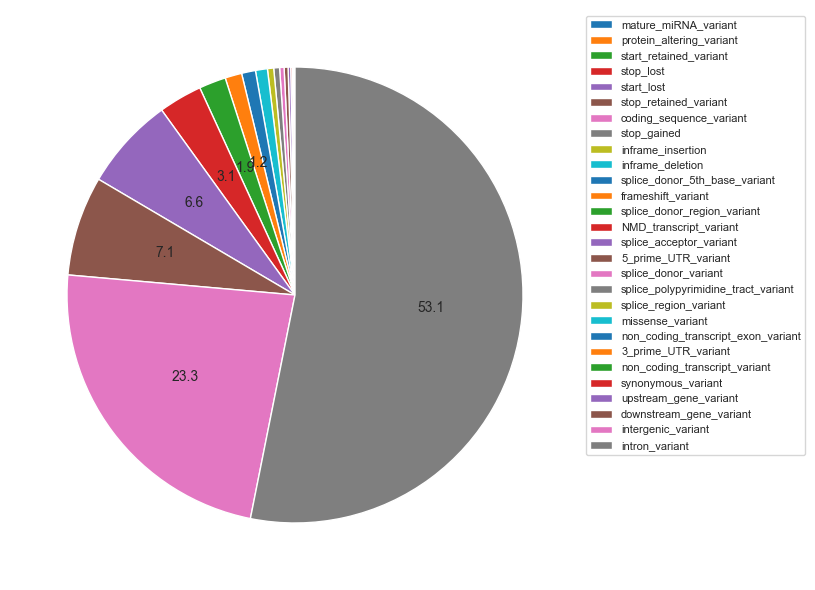 mature_miRNA_variant
protein_altering_variant
start_retained_variant
stop_lost
start_lost
stop_retained_variant
coding_sequence_variant
stop_gained
inframe_insertion
inframe_deletion
splice_donor_5th_base_variant
frameshift_variant
splice_donor_region_variant
NMD_transcript_variant
splice_acceptor_variant
5_prime_UTR_variant
splice_donor_variant
splice_polypyrimidine_tract_variant
splice_region_variant
missense_variant
non_coding_transcript_exon_variant
3_prime_UTR_variant
non_coding_transcript_variant
synonymous_variant
upstream_gene_variant
downstream_gene_variant
intergenic_variant
intron_variant
1.2
1.9
3.1
6.6
7.1
53.1
23.3